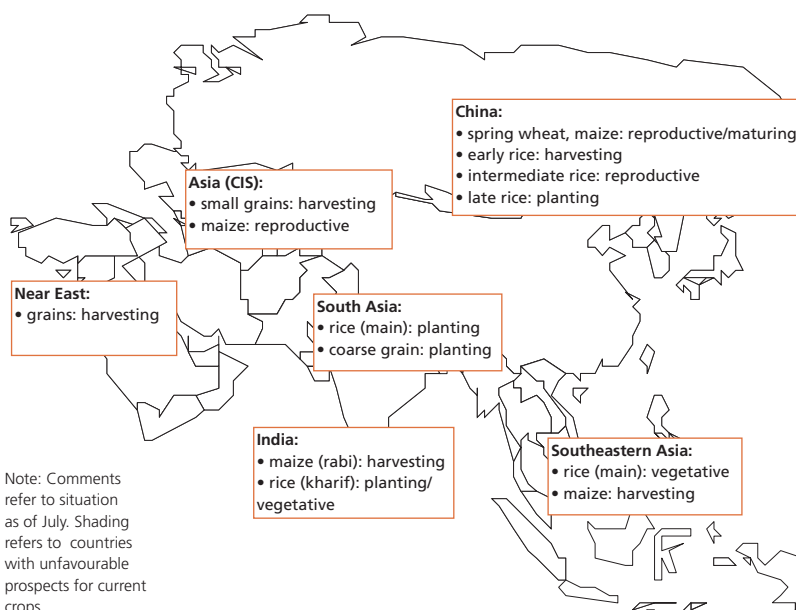 China:
• spring wheat, maize: reproductive/maturing
• early rice: harvesting
• intermediate rice: reproductive
• late rice: planting
Asia (CIS):
• small grains: harvesting
• maize: reproductive
Near East:
• grains: harvesting
South Asia:
• rice (main): planting
• coarse grain: planting
India:
• maize (rabi): harvesting
• rice (kharif): planting/
vegetative
Southeastern Asia:
• rice (main): vegetative
• maize: harvesting
Note: Comments
refer to situation
as of July. Shading
refers to countries
with unfavourable
prospects for current
crops